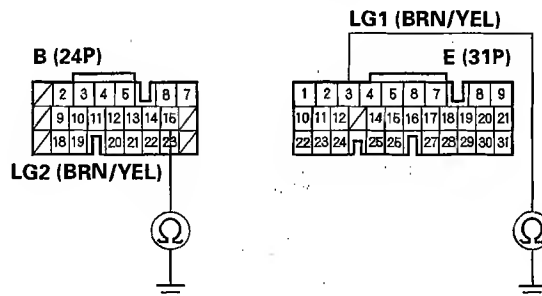 LG1 (BRN/YEL)
B (24P)
E (31P)
2 3 4 5 8 7
9 10 11 12 13 14 15
18 19 20 21 22 23
LG2 (BRN/YEL)
Ω
1 2 3 4 5 6 7 8 9
10 11 12 14 15 16 17 18 19 20 21
22 23 24 25 26 27 28 29 30 31
Ω